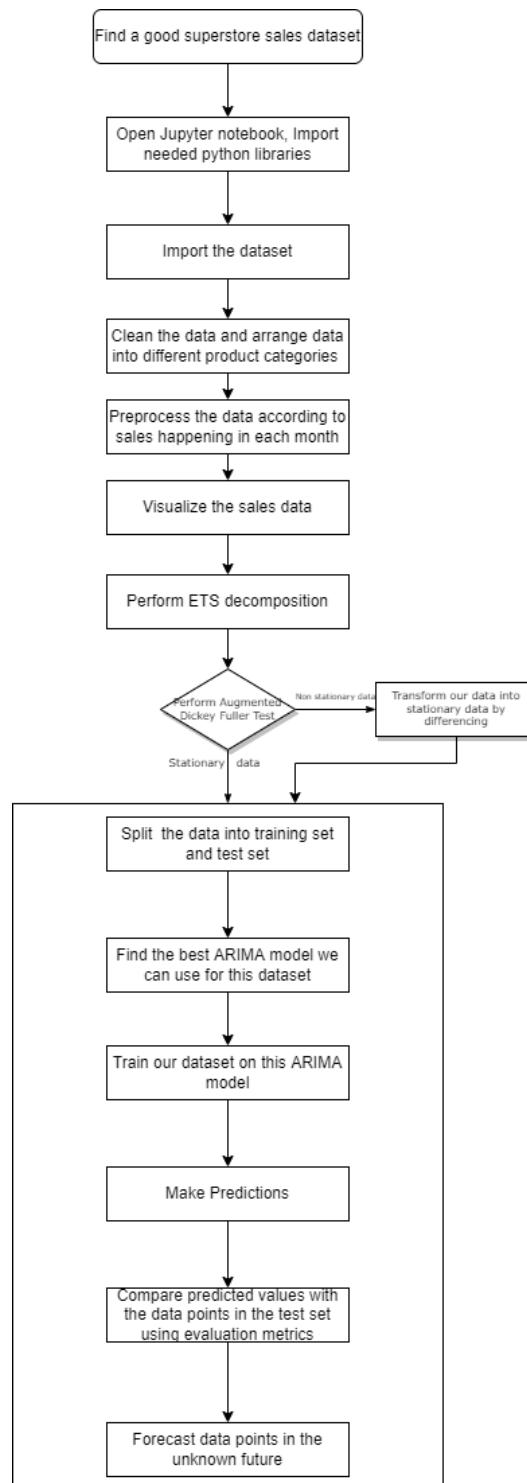 Find a good superstore sales dataset
Open Jupyter notebook, Import
needed python libraries
Import the dataset
Clean the data and arrange data
into different product categories
Preprocess the data according to
sales happening in each month
Visualize the sales data
Perform ETS decomposition
Perform Augmented
Dickey Fuller Test
Non stationary data
Transform our data into
stationary data by
differencing
Stationary data
Split the data into training set
and test set
Find the best ARIMA model we
can use for this dataset
Train our dataset on this ARIMA
model
Make Predictions
Compare predicted values with
the data points in the test set
using evaluation metrics
Forecast data points in the
unknown future